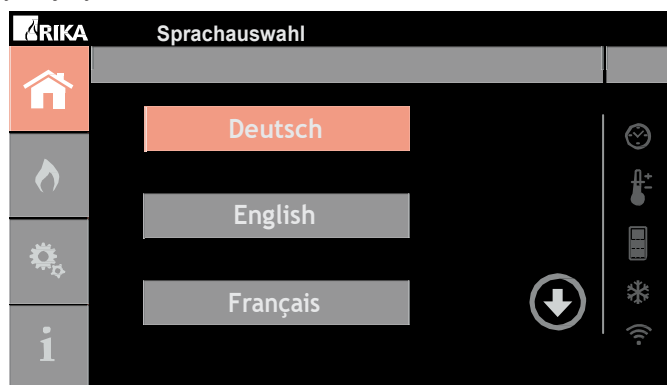 RIKA
Sprachauswahl
Deutsch
English
Français
i